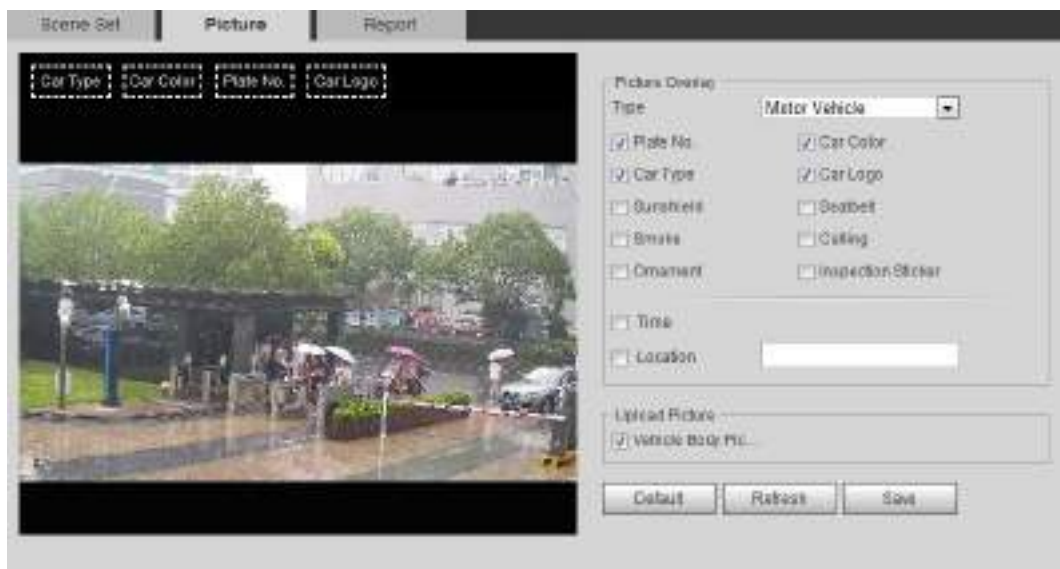 Scene Set Picture Report
Car Type Car Color Plate No. Car Logo
Picture Overlay
Type Motor Vehicle
Plate No. Car Color
Car Type Car Logo
Sunshield Seatbelt
Smoke Calling
Ornament Inspection Sticker
Time
Location
Upload Picture
Vehicle Body Pic...
Default Refresh Save